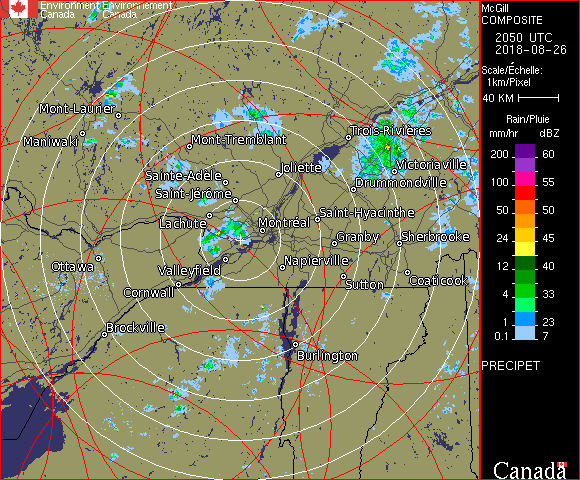 Environment Environnement
Canada Canada
McGill
COMPOSITE
2050 UTC
2018-08-26
Scale/Échelle:
1km/Pixel
40 KM
Rain/Pluie
mm/hr dBZ
200 60
100 55
50 50
24 45
12 40
4 33
1 23
0.1 7
PRECIPET
Canada
Mont-Laurier
Maniwaki
Mont-Tremblant
Trois-Rivières
Joliette
Victoriaville
Sainte-Adèle
Drummondville
Saint-Jérôme
Saint-Hyacinthe
Lachute
Montréal
Granby
Sherbrooke
Ottawa
Valleyfield
Napierville
Coaticook
Cornwall
Sutton
Brockville
Burlington